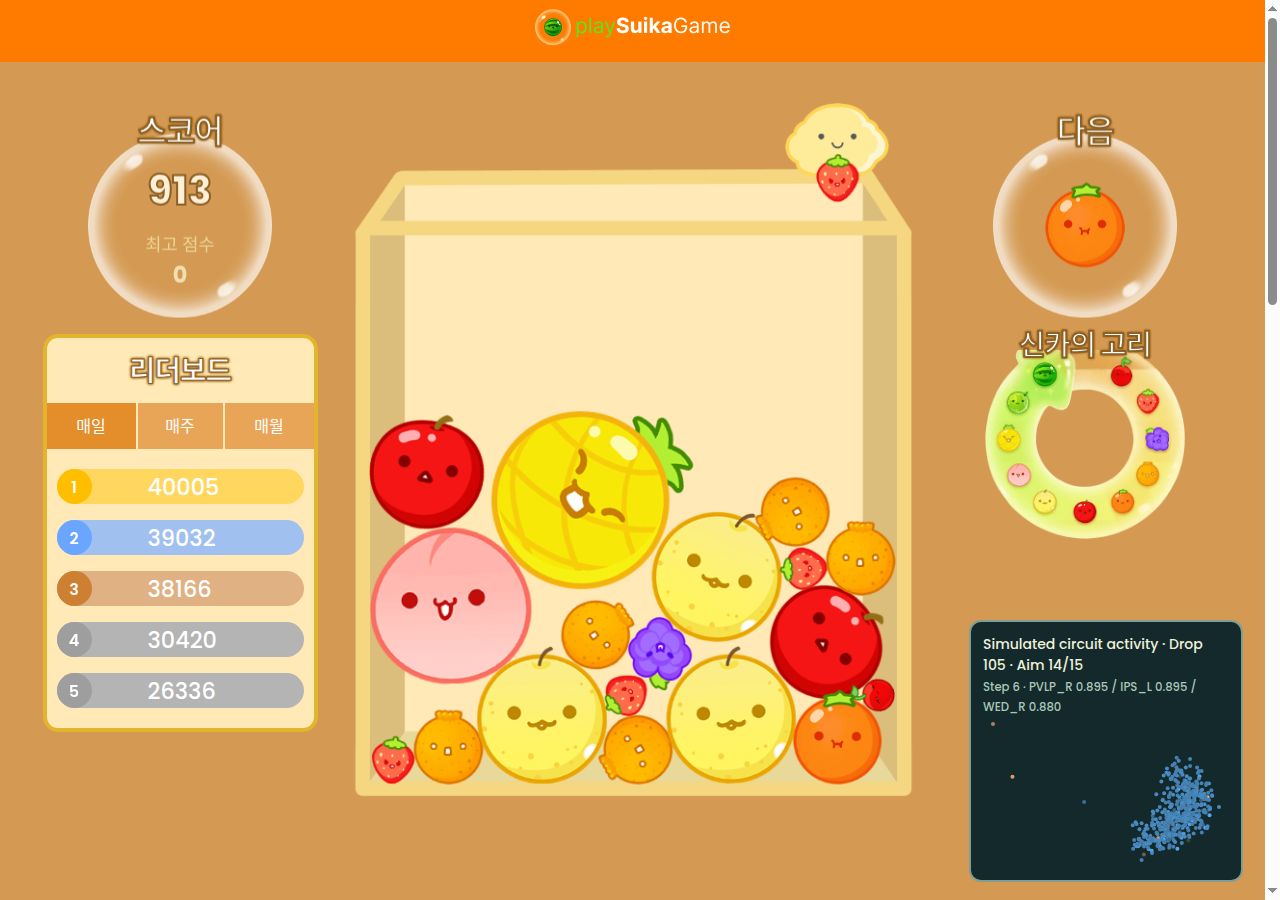 playSuikaGame
스코어
913
최고 점수
0
다음
신카의 고리
리더보드
매일 매주 매월
1 40005
2 39032
3 38166
4 30420
5 26336
Simulated circuit activity · Drop
105 · Aim 14/15
Step 6 · PVLP_R 0.895 / IPS_L 0.895 /
WED_R 0.880